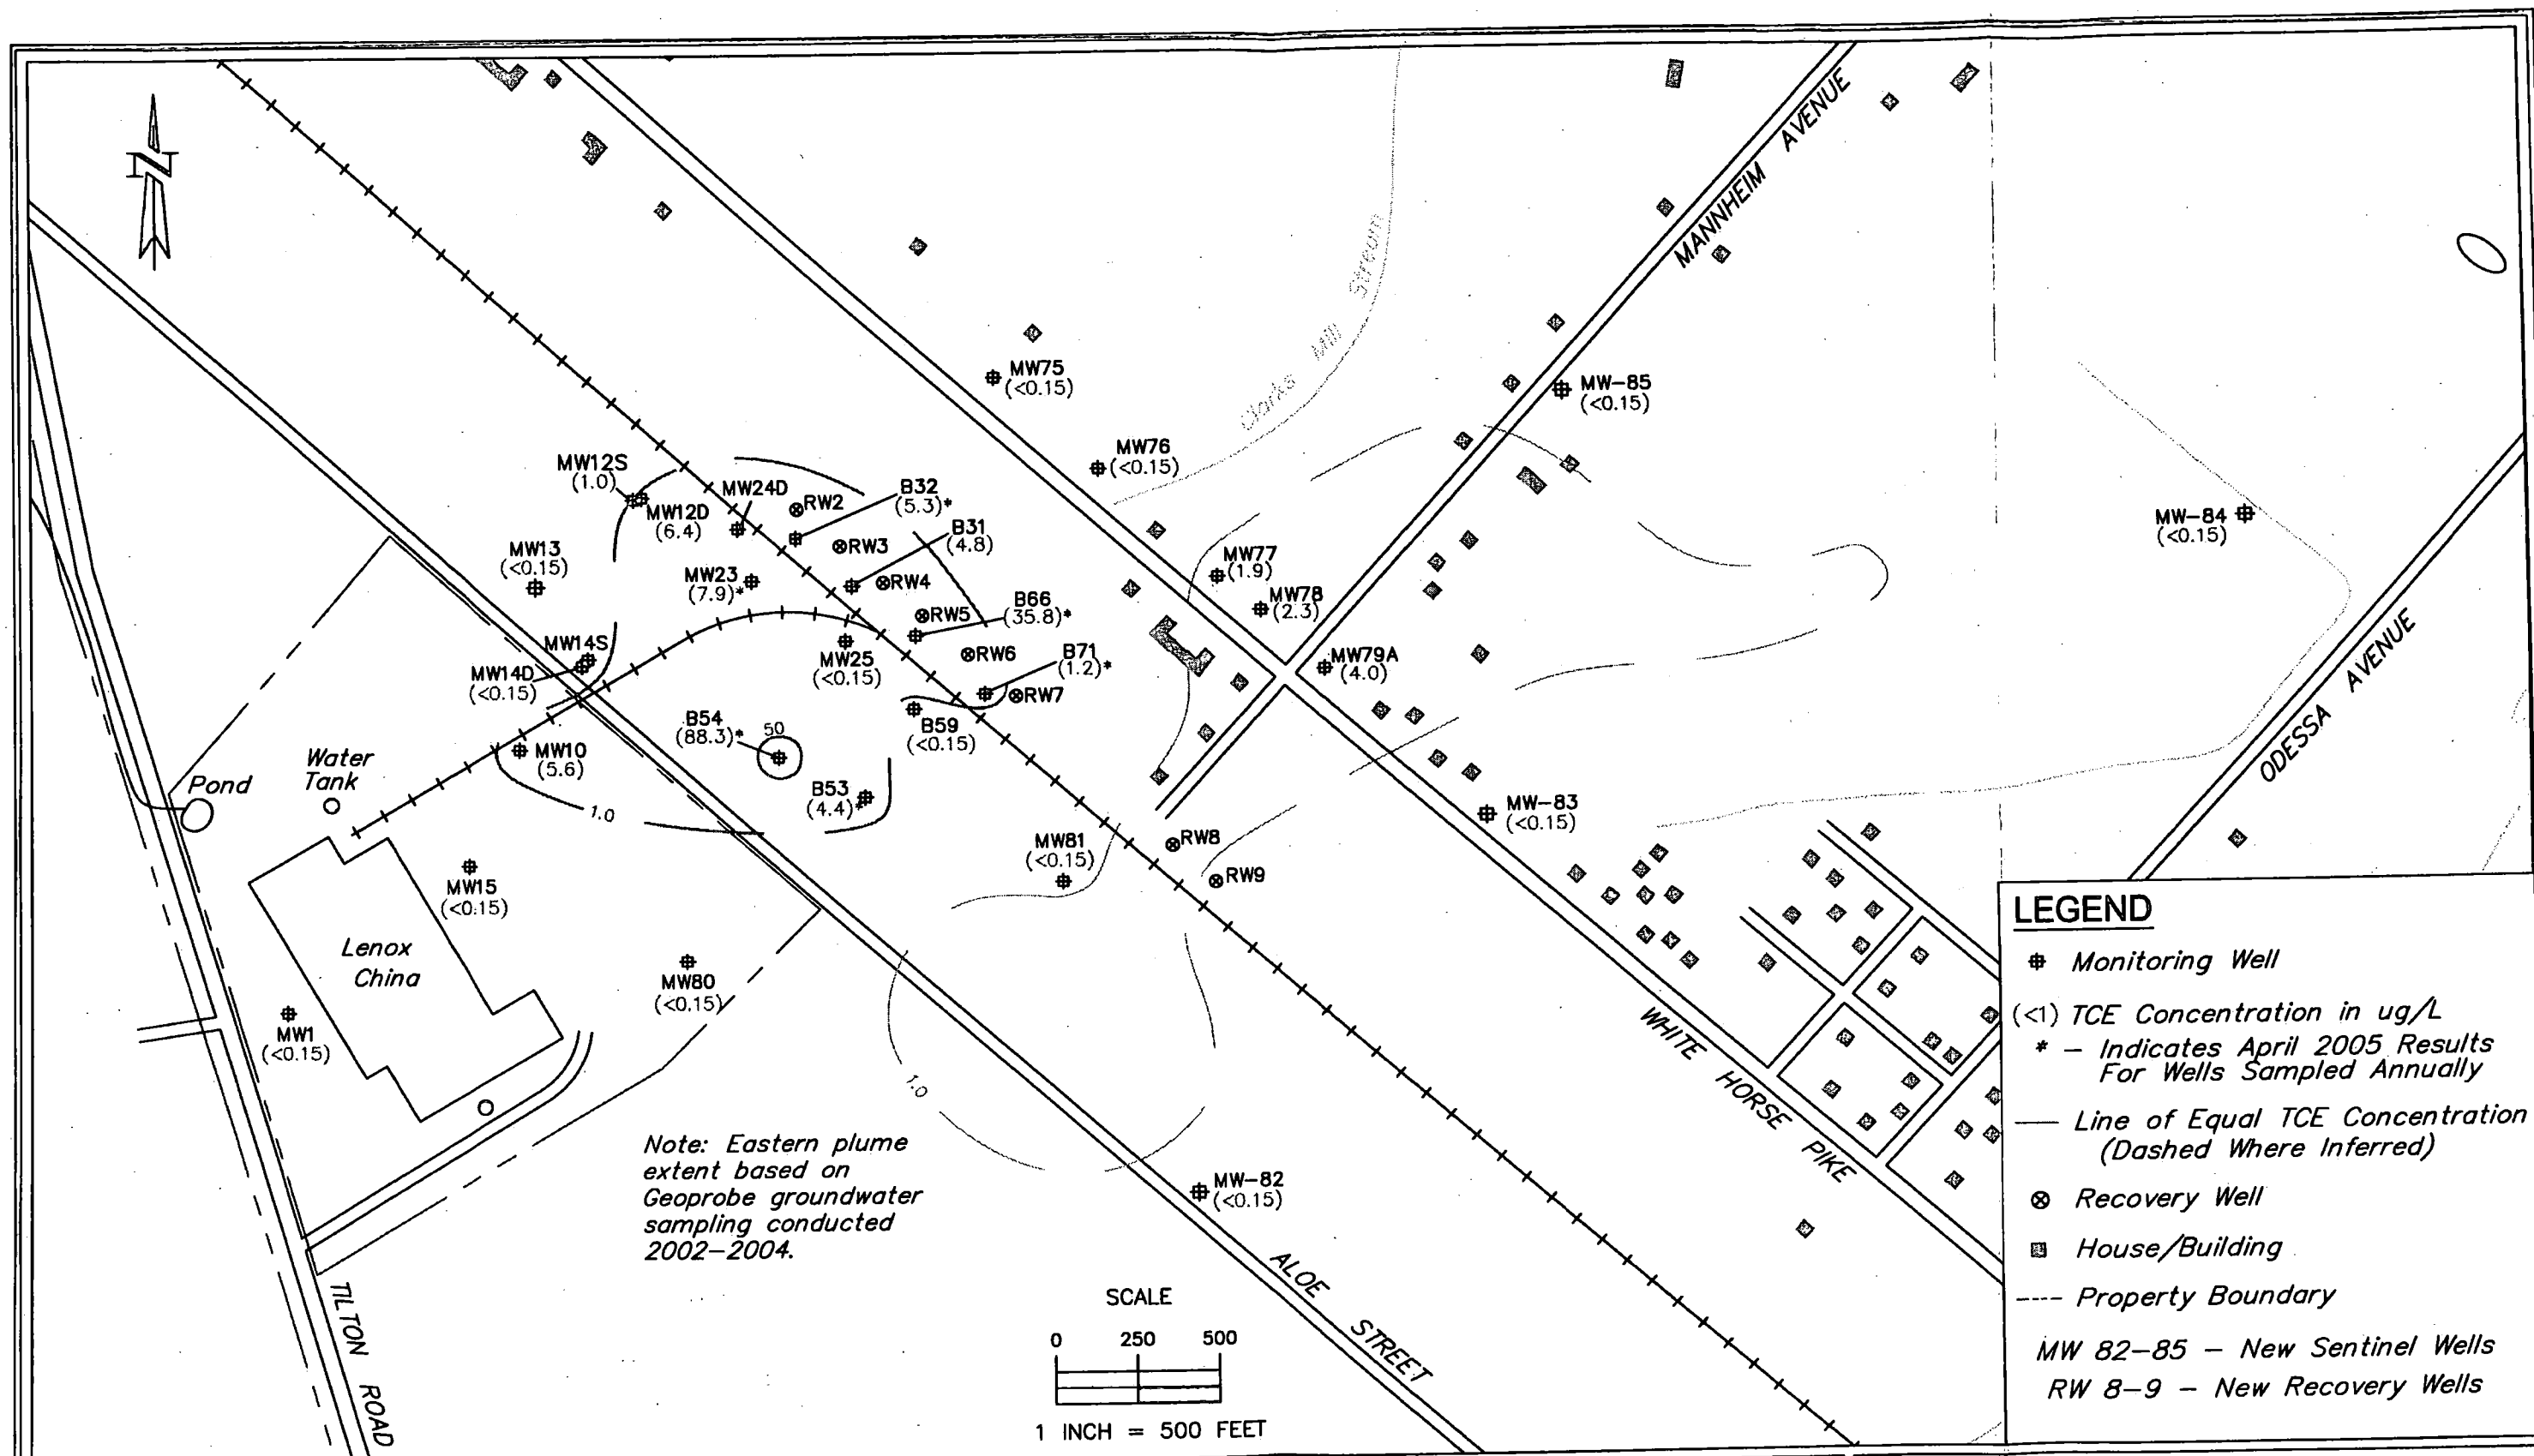 N
MANNHEIM AVENUE
Clarks Mill Stream
MW75
(<0.15)
MW-85
(<0.15)
MW76
(<0.15)
MW12S
(1.0)
MW24D
RW2
B32
(5.3)*
MW12D
(6.4)
B31
(4.8)
RW3
MW-84
(<0.15)
MW13
(<0.15)
MW23
(7.9)*
RW4
MW77
(1.9)
B66
(35.8)*
MW78
(2.3)
RW5
MW14S
MW14D
(<0.15)
MW25
(<0.15)
RW6
B71
(1.2)*
MW79A
(4.0)
RW7
ODESSA AVENUE
B54
(88.3)*
50
B59
(<0.15)
MW10
(5.6)
Water
Tank
Pond
B53
(4.4)*
1.0
MW-83
(<0.15)
RW8
MW81
(<0.15)
RW9
MW15
(<0.15)
Lenox
China
MW80
(<0.15)
MW1
(<0.15)
1.0
WHITE HORSE PIKE
Note: Eastern plume
extent based on
Geoprobe groundwater
sampling conducted
2002-2004.
MW-82
(<0.15)
ALOE STREET
TILTON ROAD
SCALE
0 250 500
1 INCH = 500 FEET
LEGEND
Monitoring Well
(<1) TCE Concentration in ug/L
* - Indicates April 2005 Results
For Wells Sampled Annually
Line of Equal TCE Concentration
(Dashed Where Inferred)
Recovery Well
House/Building
Property Boundary
MW 82-85 - New Sentinel Wells
RW 8-9 - New Recovery Wells